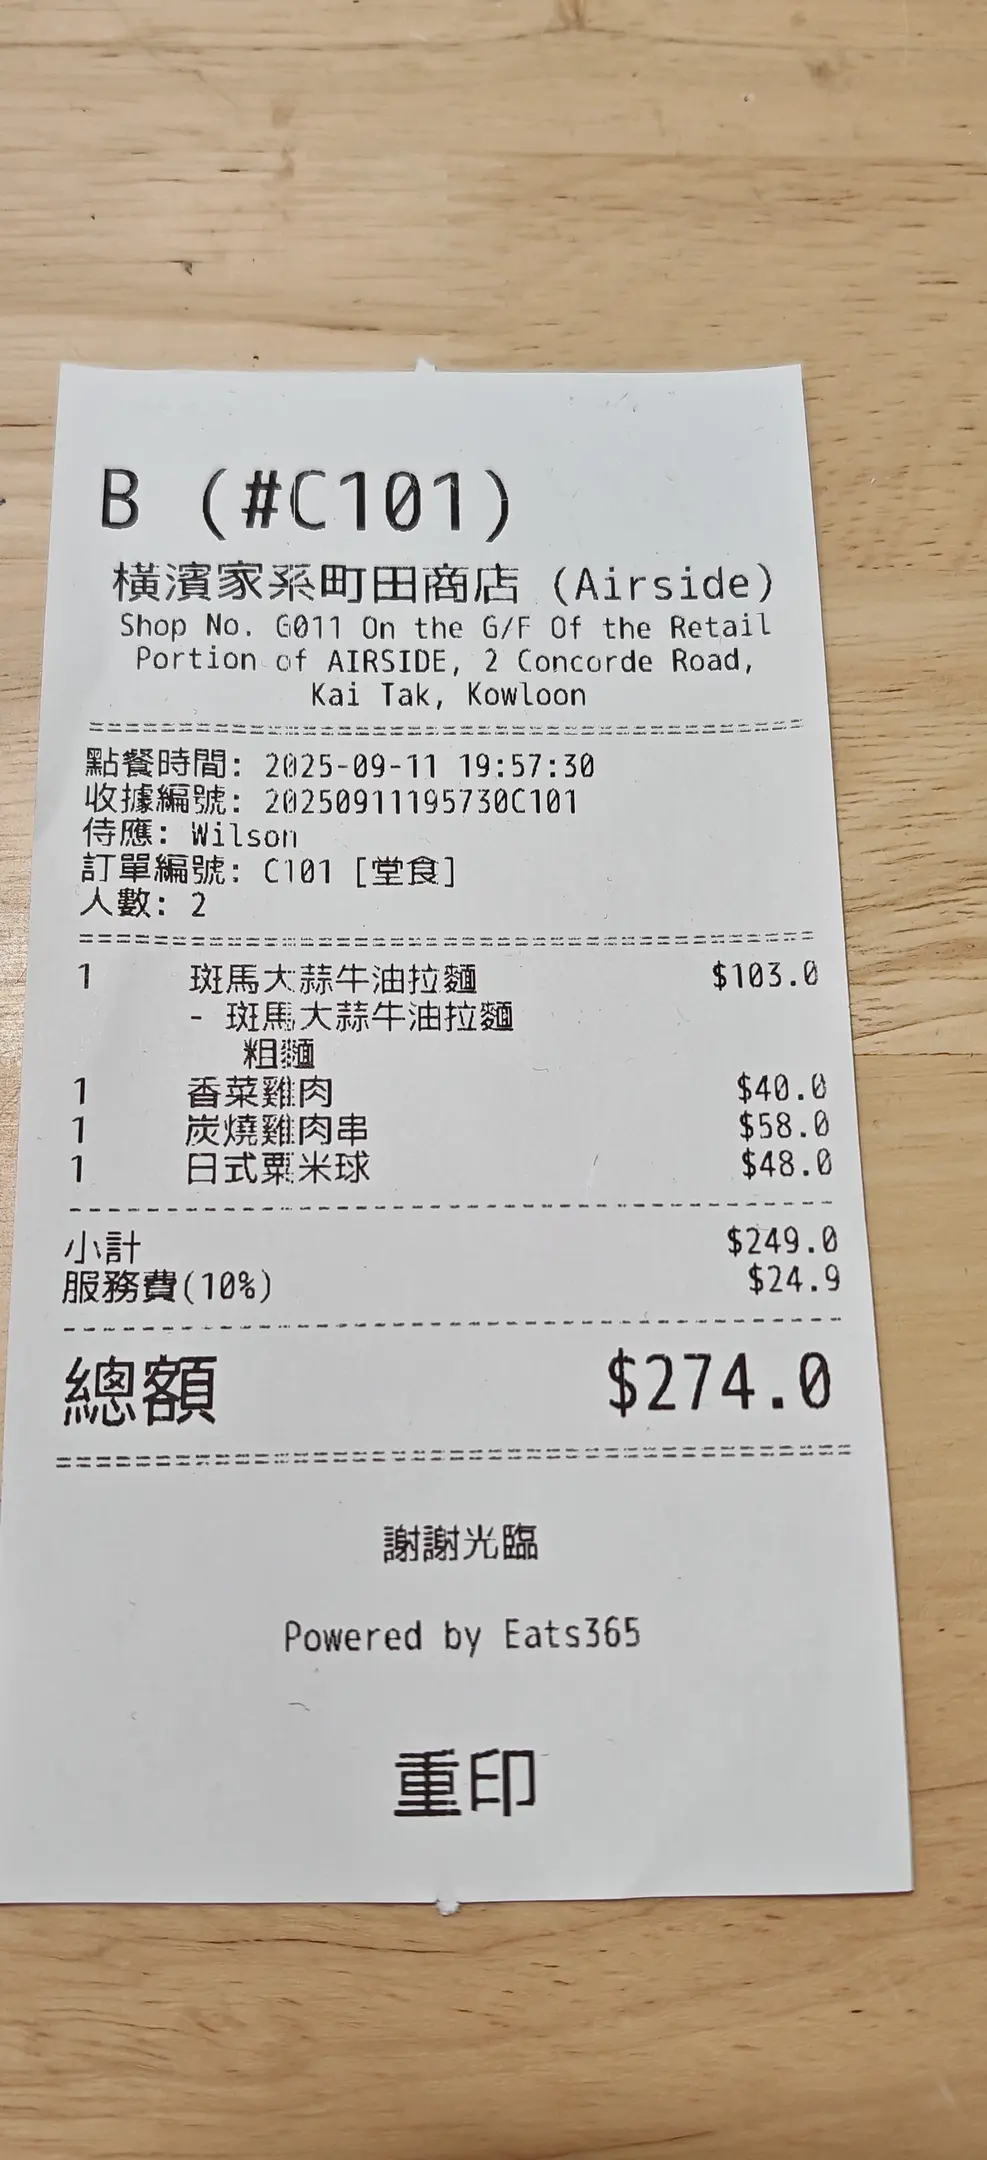 B (#C101)
橫濱家系町田商店 (Airside)
Shop No. G011 On the G/F Of the Retail
Portion of AIRSIDE, 2 Concorde Road,
Kai Tak, Kowloon
點餐時間: 2025-09-11 19:57:30
收據編號: 20250911195730C101
侍應: Wilson
訂單編號: C101 [堂食]
人數: 2
1 斑馬大蒜牛油拉麵 $103.0
- 斑馬大蒜牛油拉麵
粗麵
1 香菜雞肉 $40.0
1 炭燒雞肉串 $58.0
1 日式粟米球 $48.0
小計 $249.0
服務費(10%) $24.9
總額 $274.0
謝謝光臨
Powered by Eats365
重印